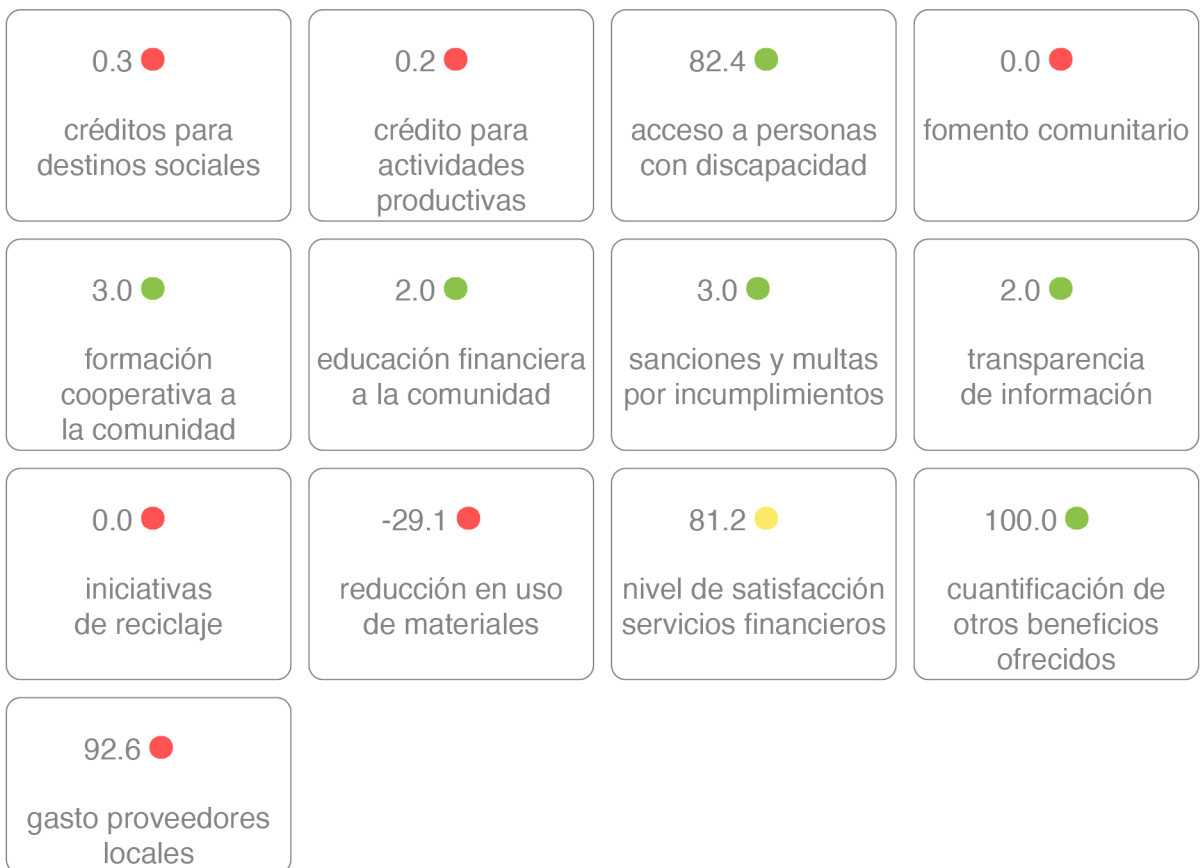 0.3
créditos para
destinos sociales
0.2
crédito para
actividades
productivas
82.4
acceso a personas
con discapacidad
0.0
fomento comunitario
3.0
formación
cooperativa a
la comunidad
2.0
educación financiera
a la comunidad
3.0
sanciones y multas
por incumplimientos
2.0
transparencia
de información
0.0
iniciativas
de reciclaje
-29.1
reducción en uso
de materiales
81.2
nivel de satisfacción
servicios financieros
100.0
cuantificación de
otros beneficios
ofrecidos
92.6
gasto proveedores
locales